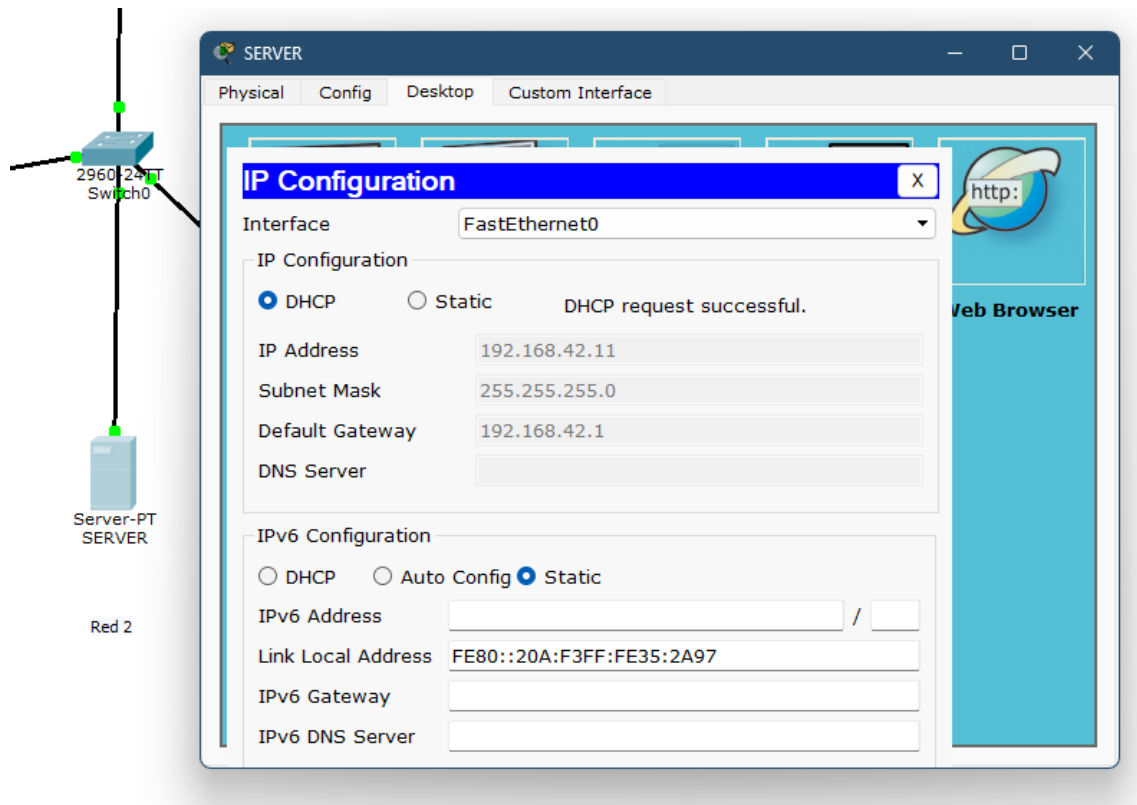 SERVER
Physical
Config
Desktop
Custom Interface
2960-24TT
Switch0
IP Configuration
X
http:
Interface
FastEthernet0
IP Configuration
DHCP
Static
DHCP request successful.
Web Browser
IP Address
192.168.42.11
Subnet Mask
255.255.255.0
Default Gateway
192.168.42.1
DNS Server
Server-PT
SERVER
IPv6 Configuration
DHCP
Auto Config
Static
IPv6 Address
/
Red 2
Link Local Address
FE80::20A:F3FF:FE35:2A97
IPv6 Gateway
IPv6 DNS Server